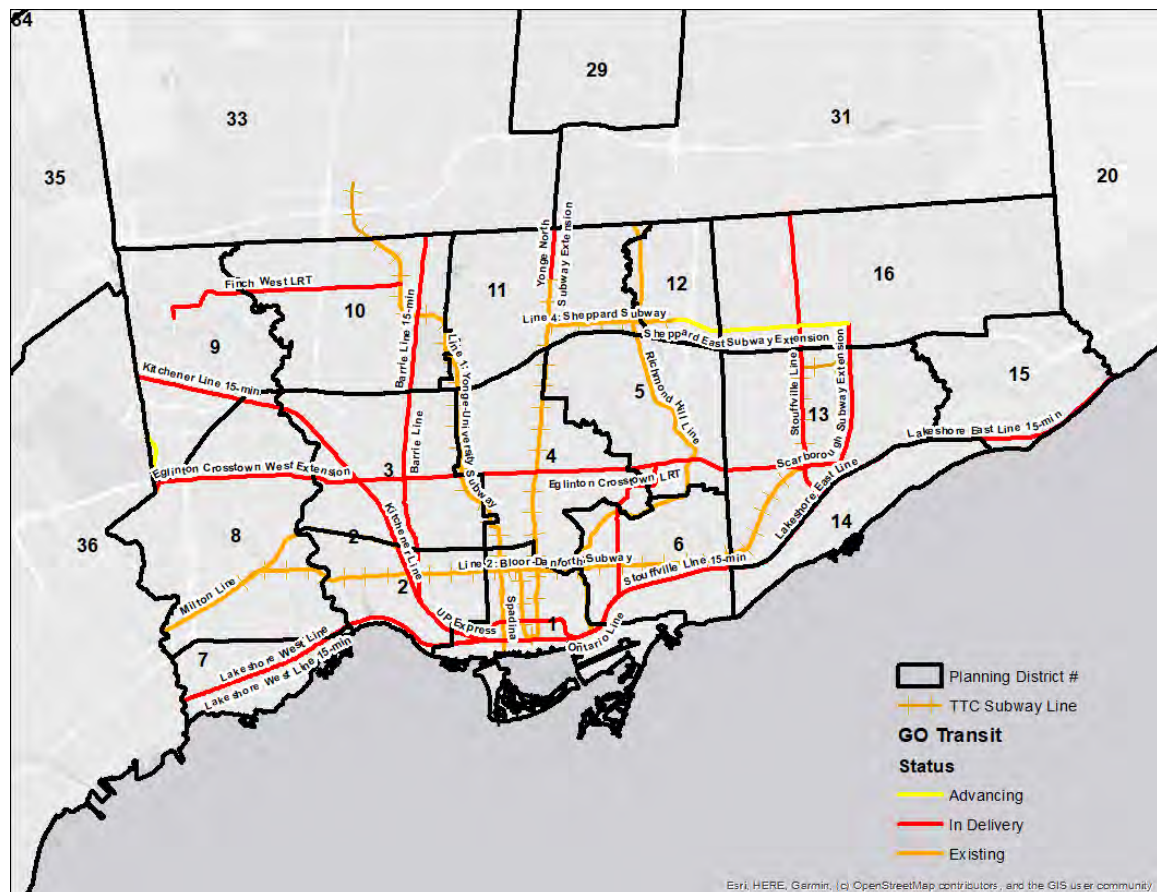 34
29
33
31
35
20
Yonge North
Subway Extension
16
12
11
Finch West LRT
10
Barrie Line 15-min
Line 4: Sheppard Subway
Sheppard East Subway Extension
9
Line 1: Yonge-University Subway
Kitchener Line 15-min
Richmond Hill Line
5
Stouffville Line
13
Scarborough Subway Extension
15
Lakeshore East Line 15-min
Barrie Line
4
3
Eglinton Crosstown West Extension
Eglinton Crosstown LRT
Lakeshore East Line
14
36
8
2
Kitchener Line
6
Line 2: Bloor-Danforth Subway
2
Stouffville Line 15-min
Milton Line
UP Express
Spadina
1
Ontario Line
7
Lakeshore West Line
Lakeshore West Line 15-min
Planning District #
TTC Subway Line
GO Transit
Status
Advancing
In Delivery
Existing
Esri, HERE, Garmin, (c) OpenStreetMap contributors, and the GIS user community